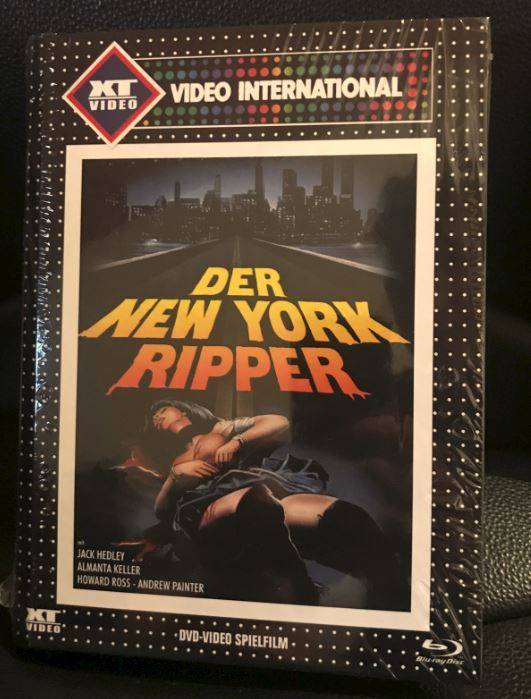 XT
VIDEO
VIDEO INTERNATIONAL
DER
NEW YORK
RIPPER
mit
JACK HEDLEY
ALMANTA KELLER
HOWARD ROSS - ANDREW PAINTER
XT
VIDEO
DVD-VIDEO SPIELFILM
Blu-ray Disc